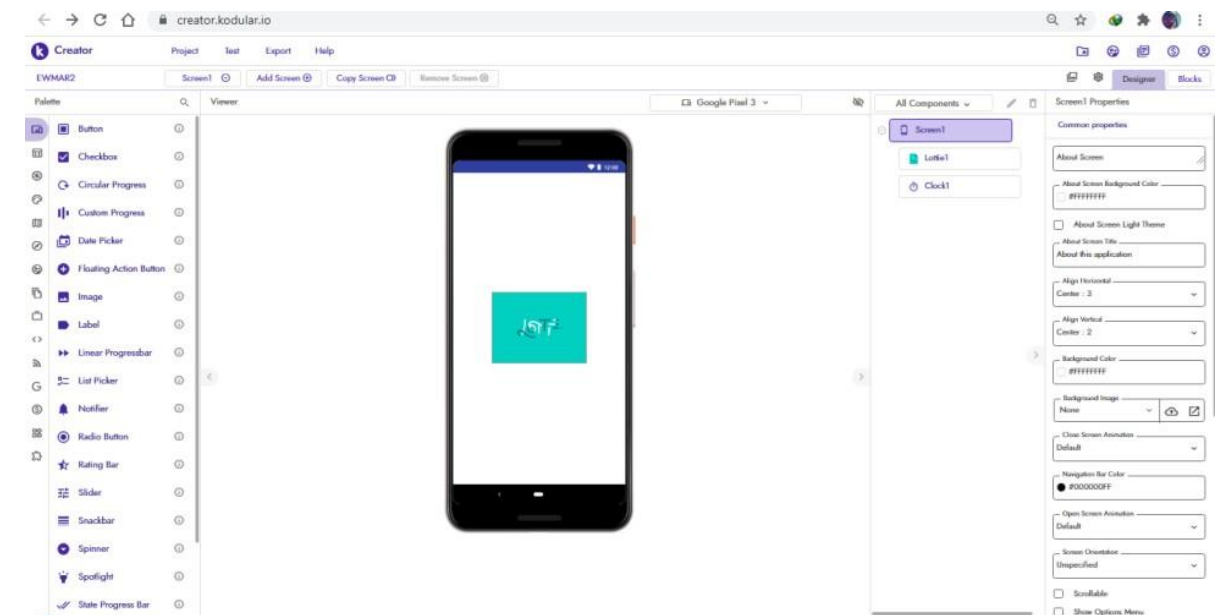 creator.kodular.io
Creator
Project Test Export Help
EWMAR2
Screen1
Add Screen
Copy Screen
Remove Screen
Designer Blocks
Palette
Viewer
Google Pixel 3
All Components
Screen1 Properties
Button
Checkbox
Circular Progress
Custom Progress
Date Picker
Floating Action Button
Image
Label
Linear Progressbar
List Picker
Notifier
Radio Button
Rating Bar
Slider
Snackbar
Spinner
Spotlight
State Progress Bar
12:00
Screen1
Lottie1
Clock1
Common properties
About Screen
About Screen Background Color
#FFFFFFFF
About Screen Light Theme
About Screen Title
About this application
Align Horizontal
Center : 3
Align Vertical
Center : 2
Background Color
#FFFFFFFF
Background Image
None
Close Screen Animation
Default
Navigation Bar Color
#000000FF
Open Screen Animation
Default
Screen Orientation
Unspecified
Scrollable
Show Options Menu